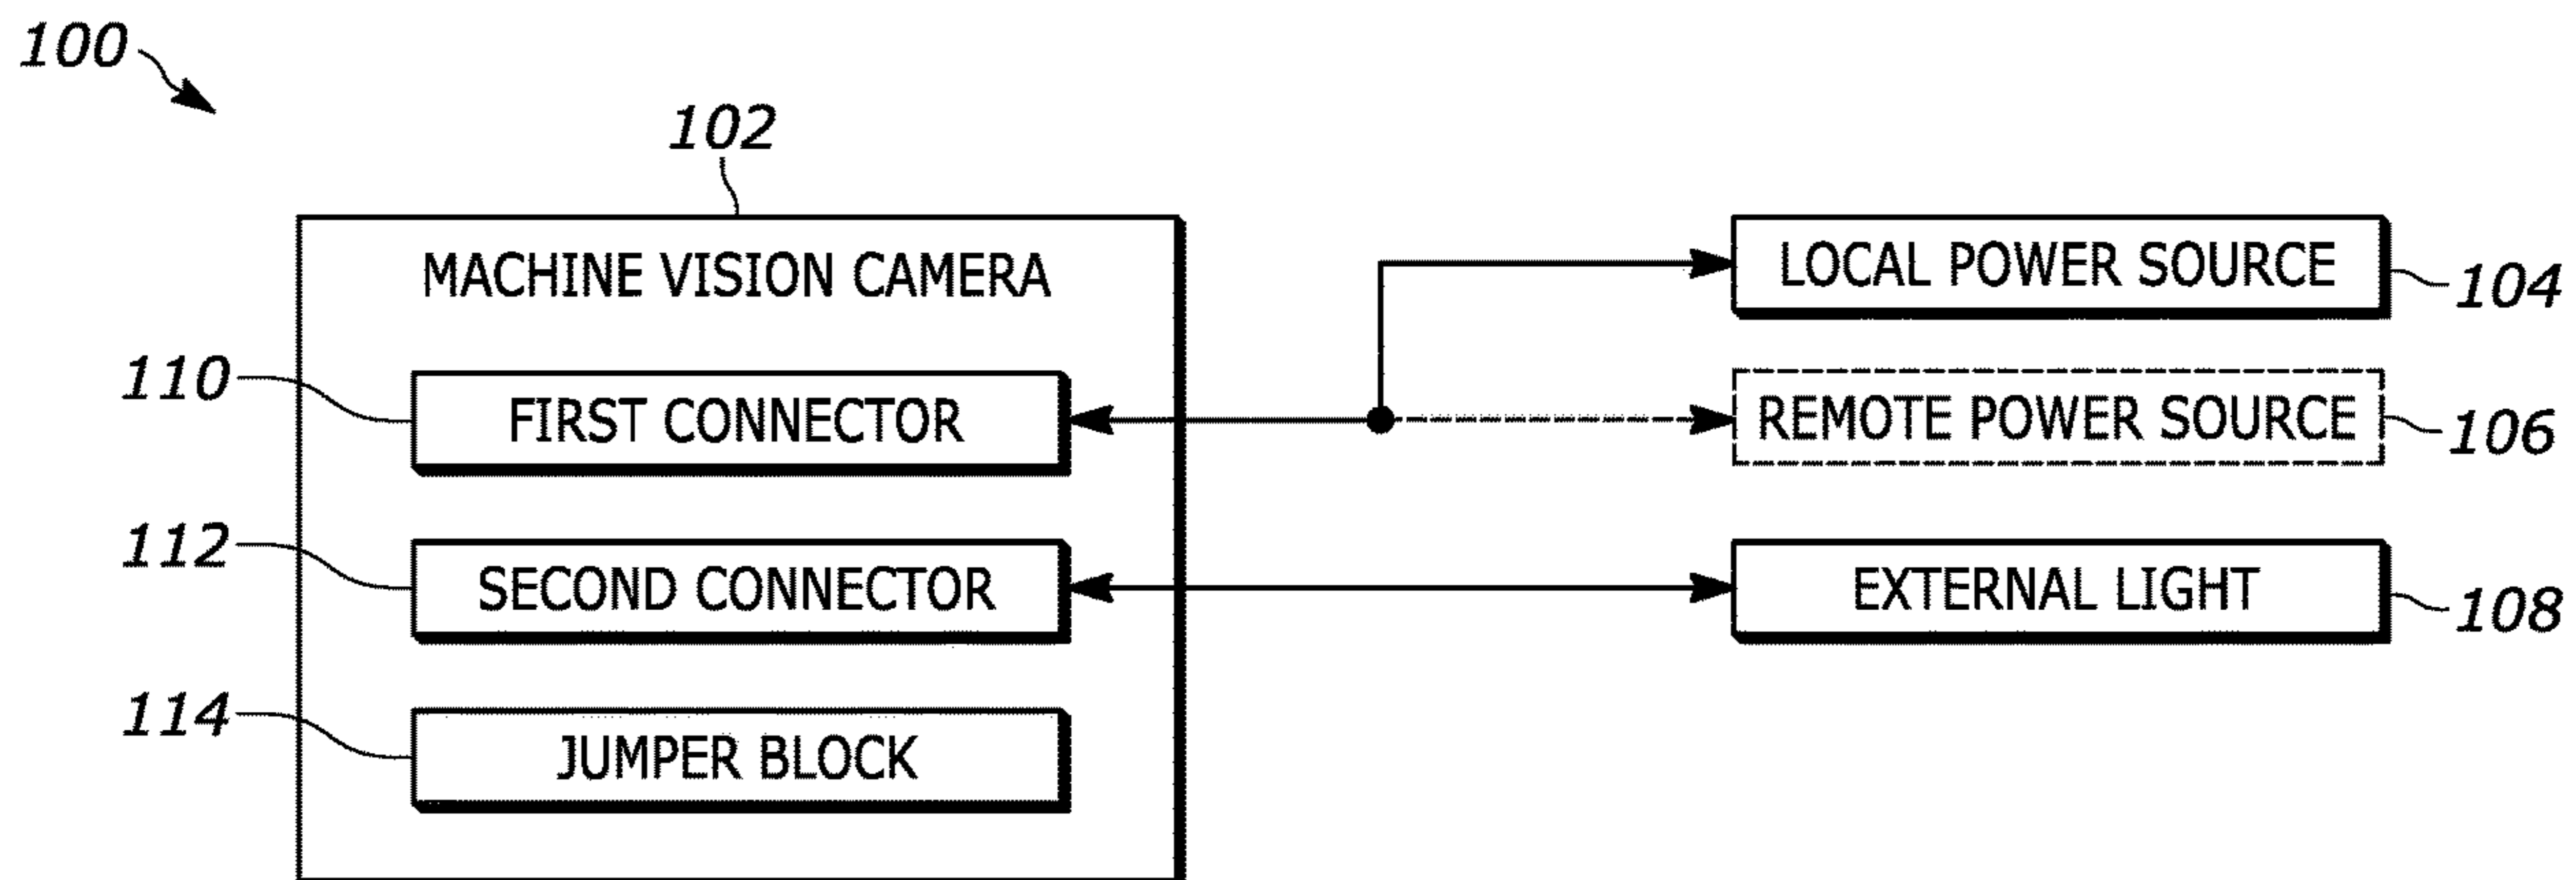 100
102
MACHINE VISION CAMERA
LOCAL POWER SOURCE
104
110
FIRST CONNECTOR
REMOTE POWER SOURCE
106
112
SECOND CONNECTOR
EXTERNAL LIGHT
108
114
JUMPER BLOCK